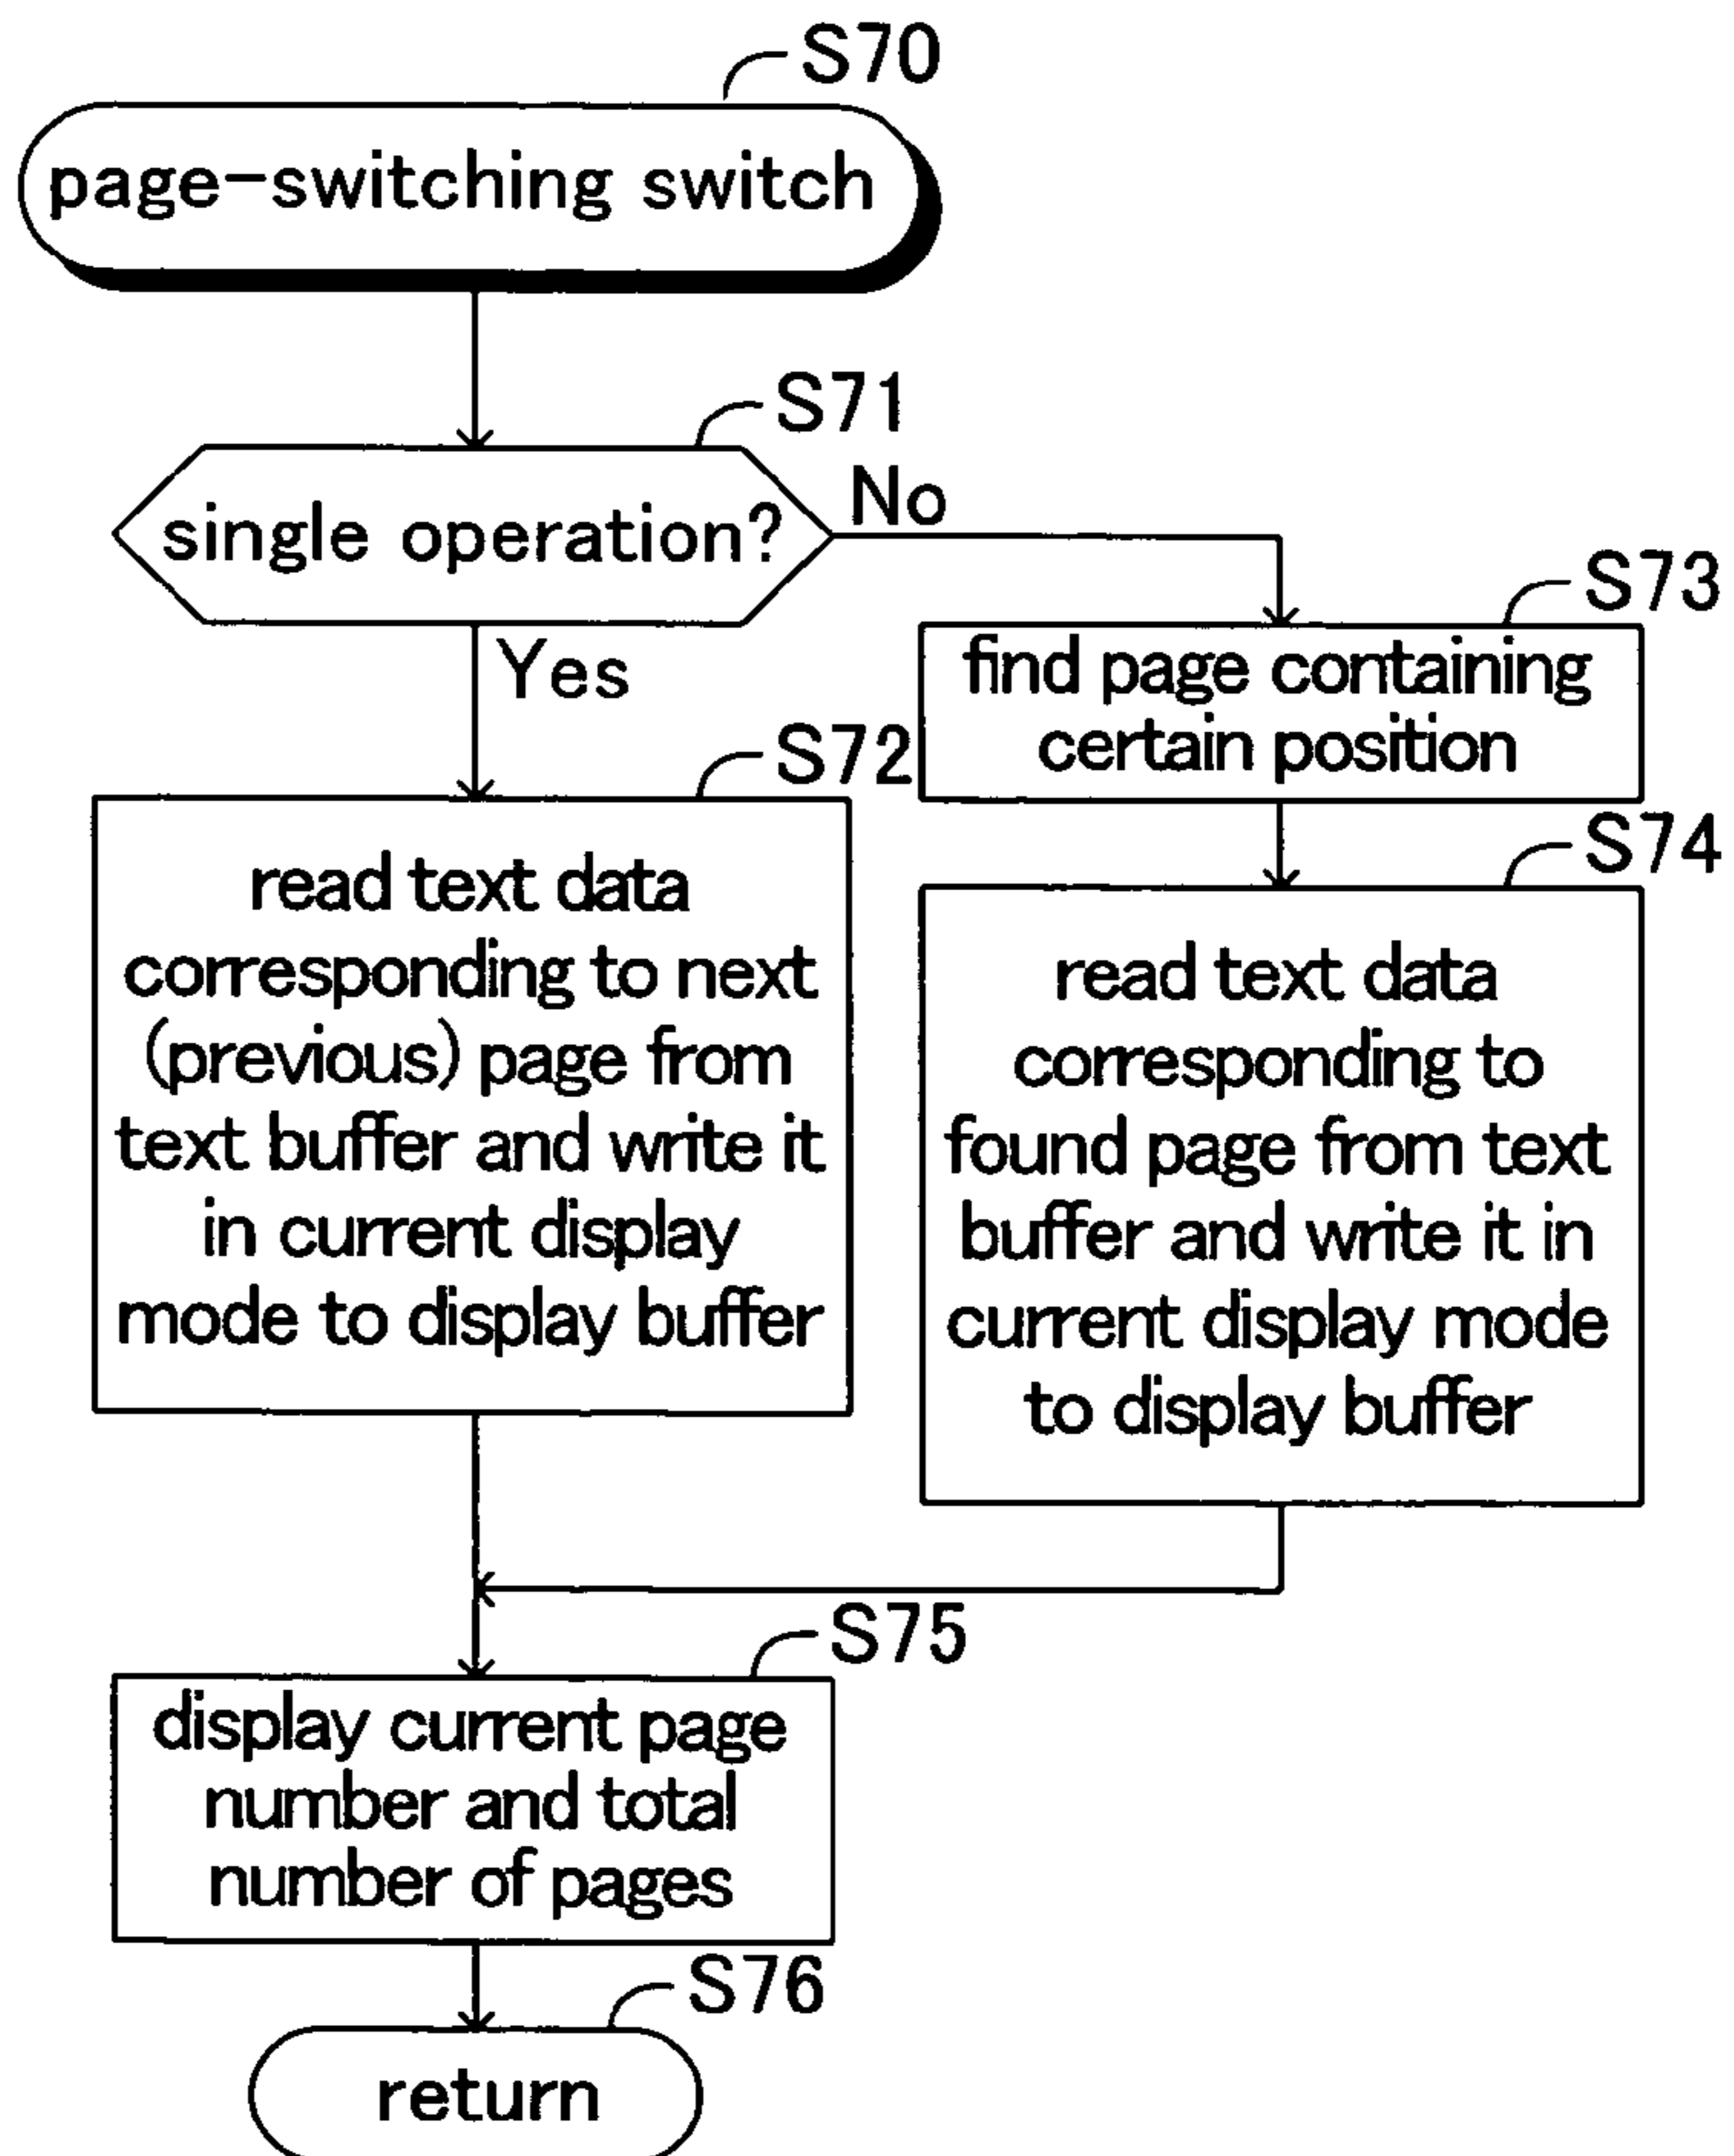 S70
page-switching switch
S71
single operation?
No
Yes
S73
find page containing
certain position
S72
read text data
corresponding to next
(previous) page from
text buffer and write it
in current display
mode to display buffer
S74
read text data
corresponding to
found page from text
buffer and write it in
current display mode
to display buffer
S75
display current page
number and total
number of pages
S76
return